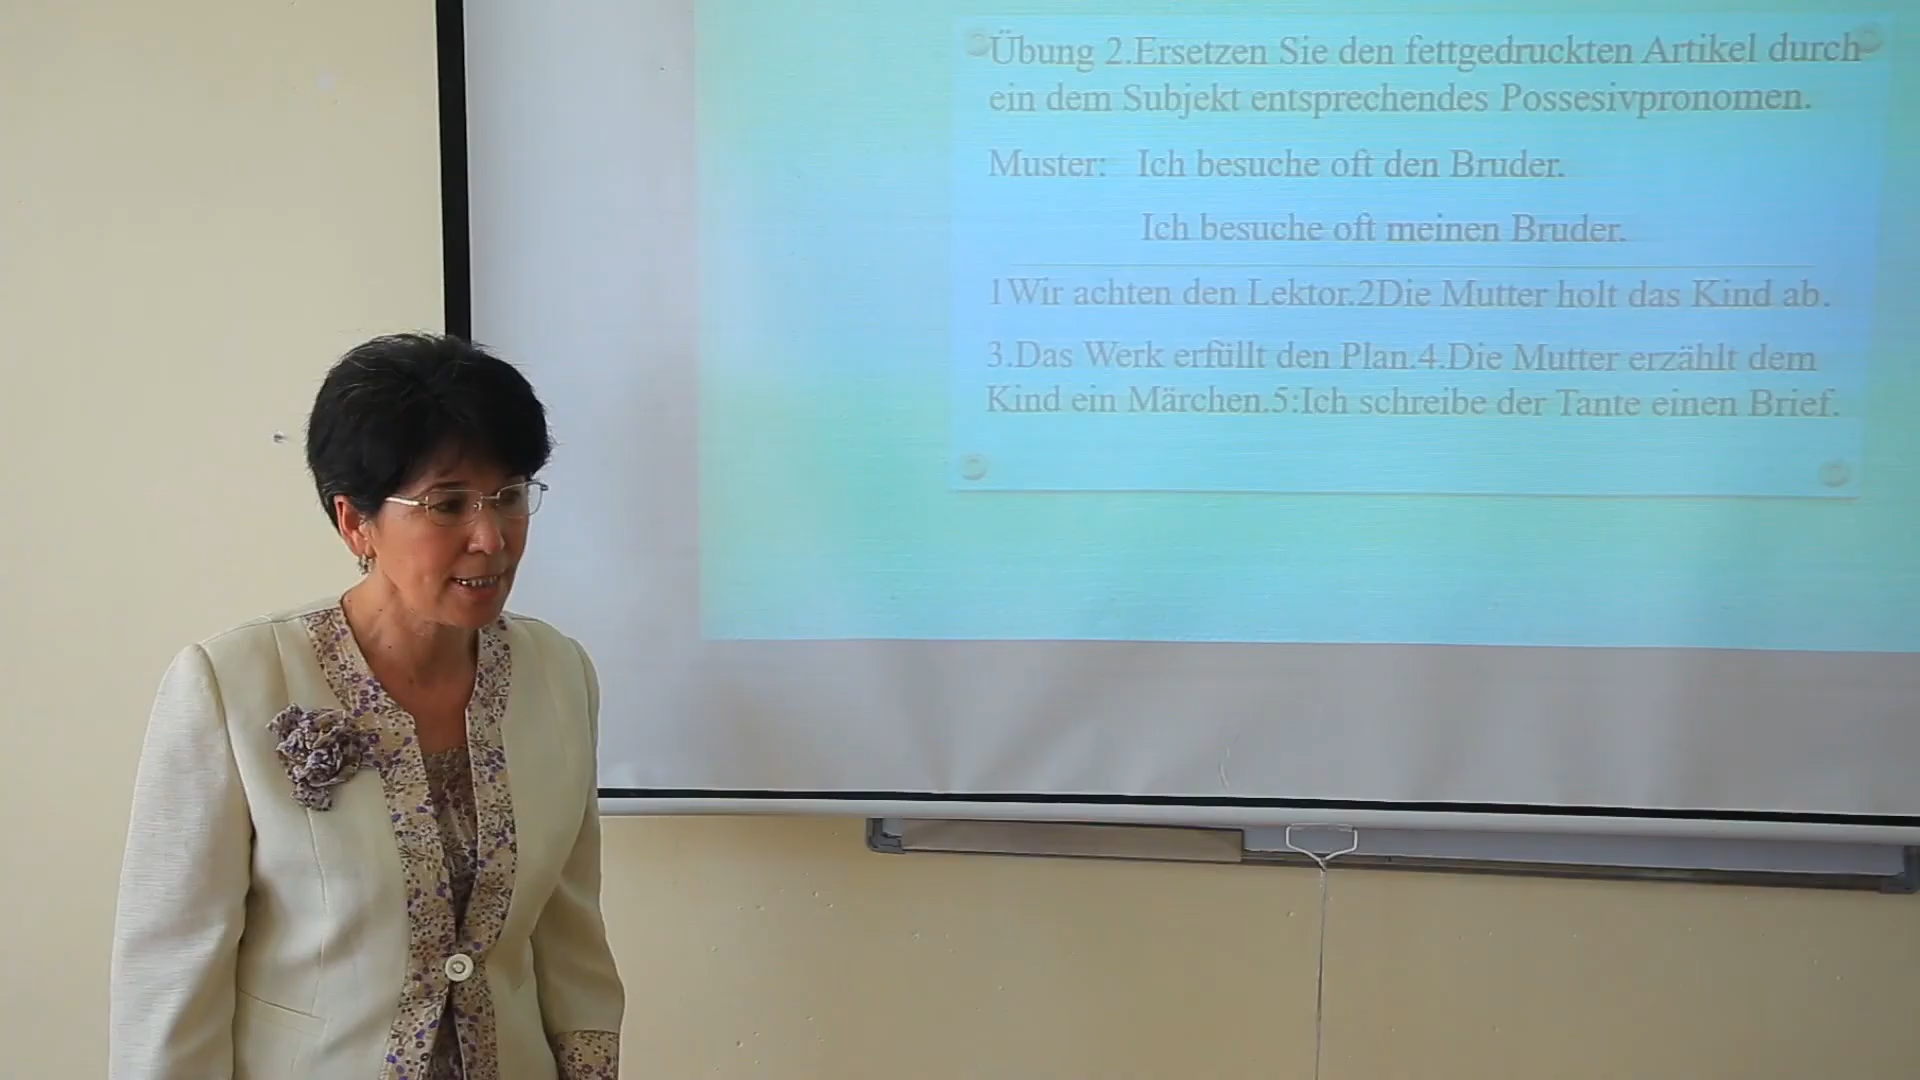 Übung 2.Ersetzen Sie den fettgedruckten Artikel durch
ein dem Subjekt entsprechendes Possesivpronomen.
Muster: Ich besuche oft den Bruder.
Ich besuche oft meinen Bruder.
1Wir achten den Lektor.2Die Mutter holt das Kind ab.
3.Das Werk erfüllt den Plan.4.Die Mutter erzählt dem
Kind ein Märchen.5:Ich schreibe der Tante einen Brief.